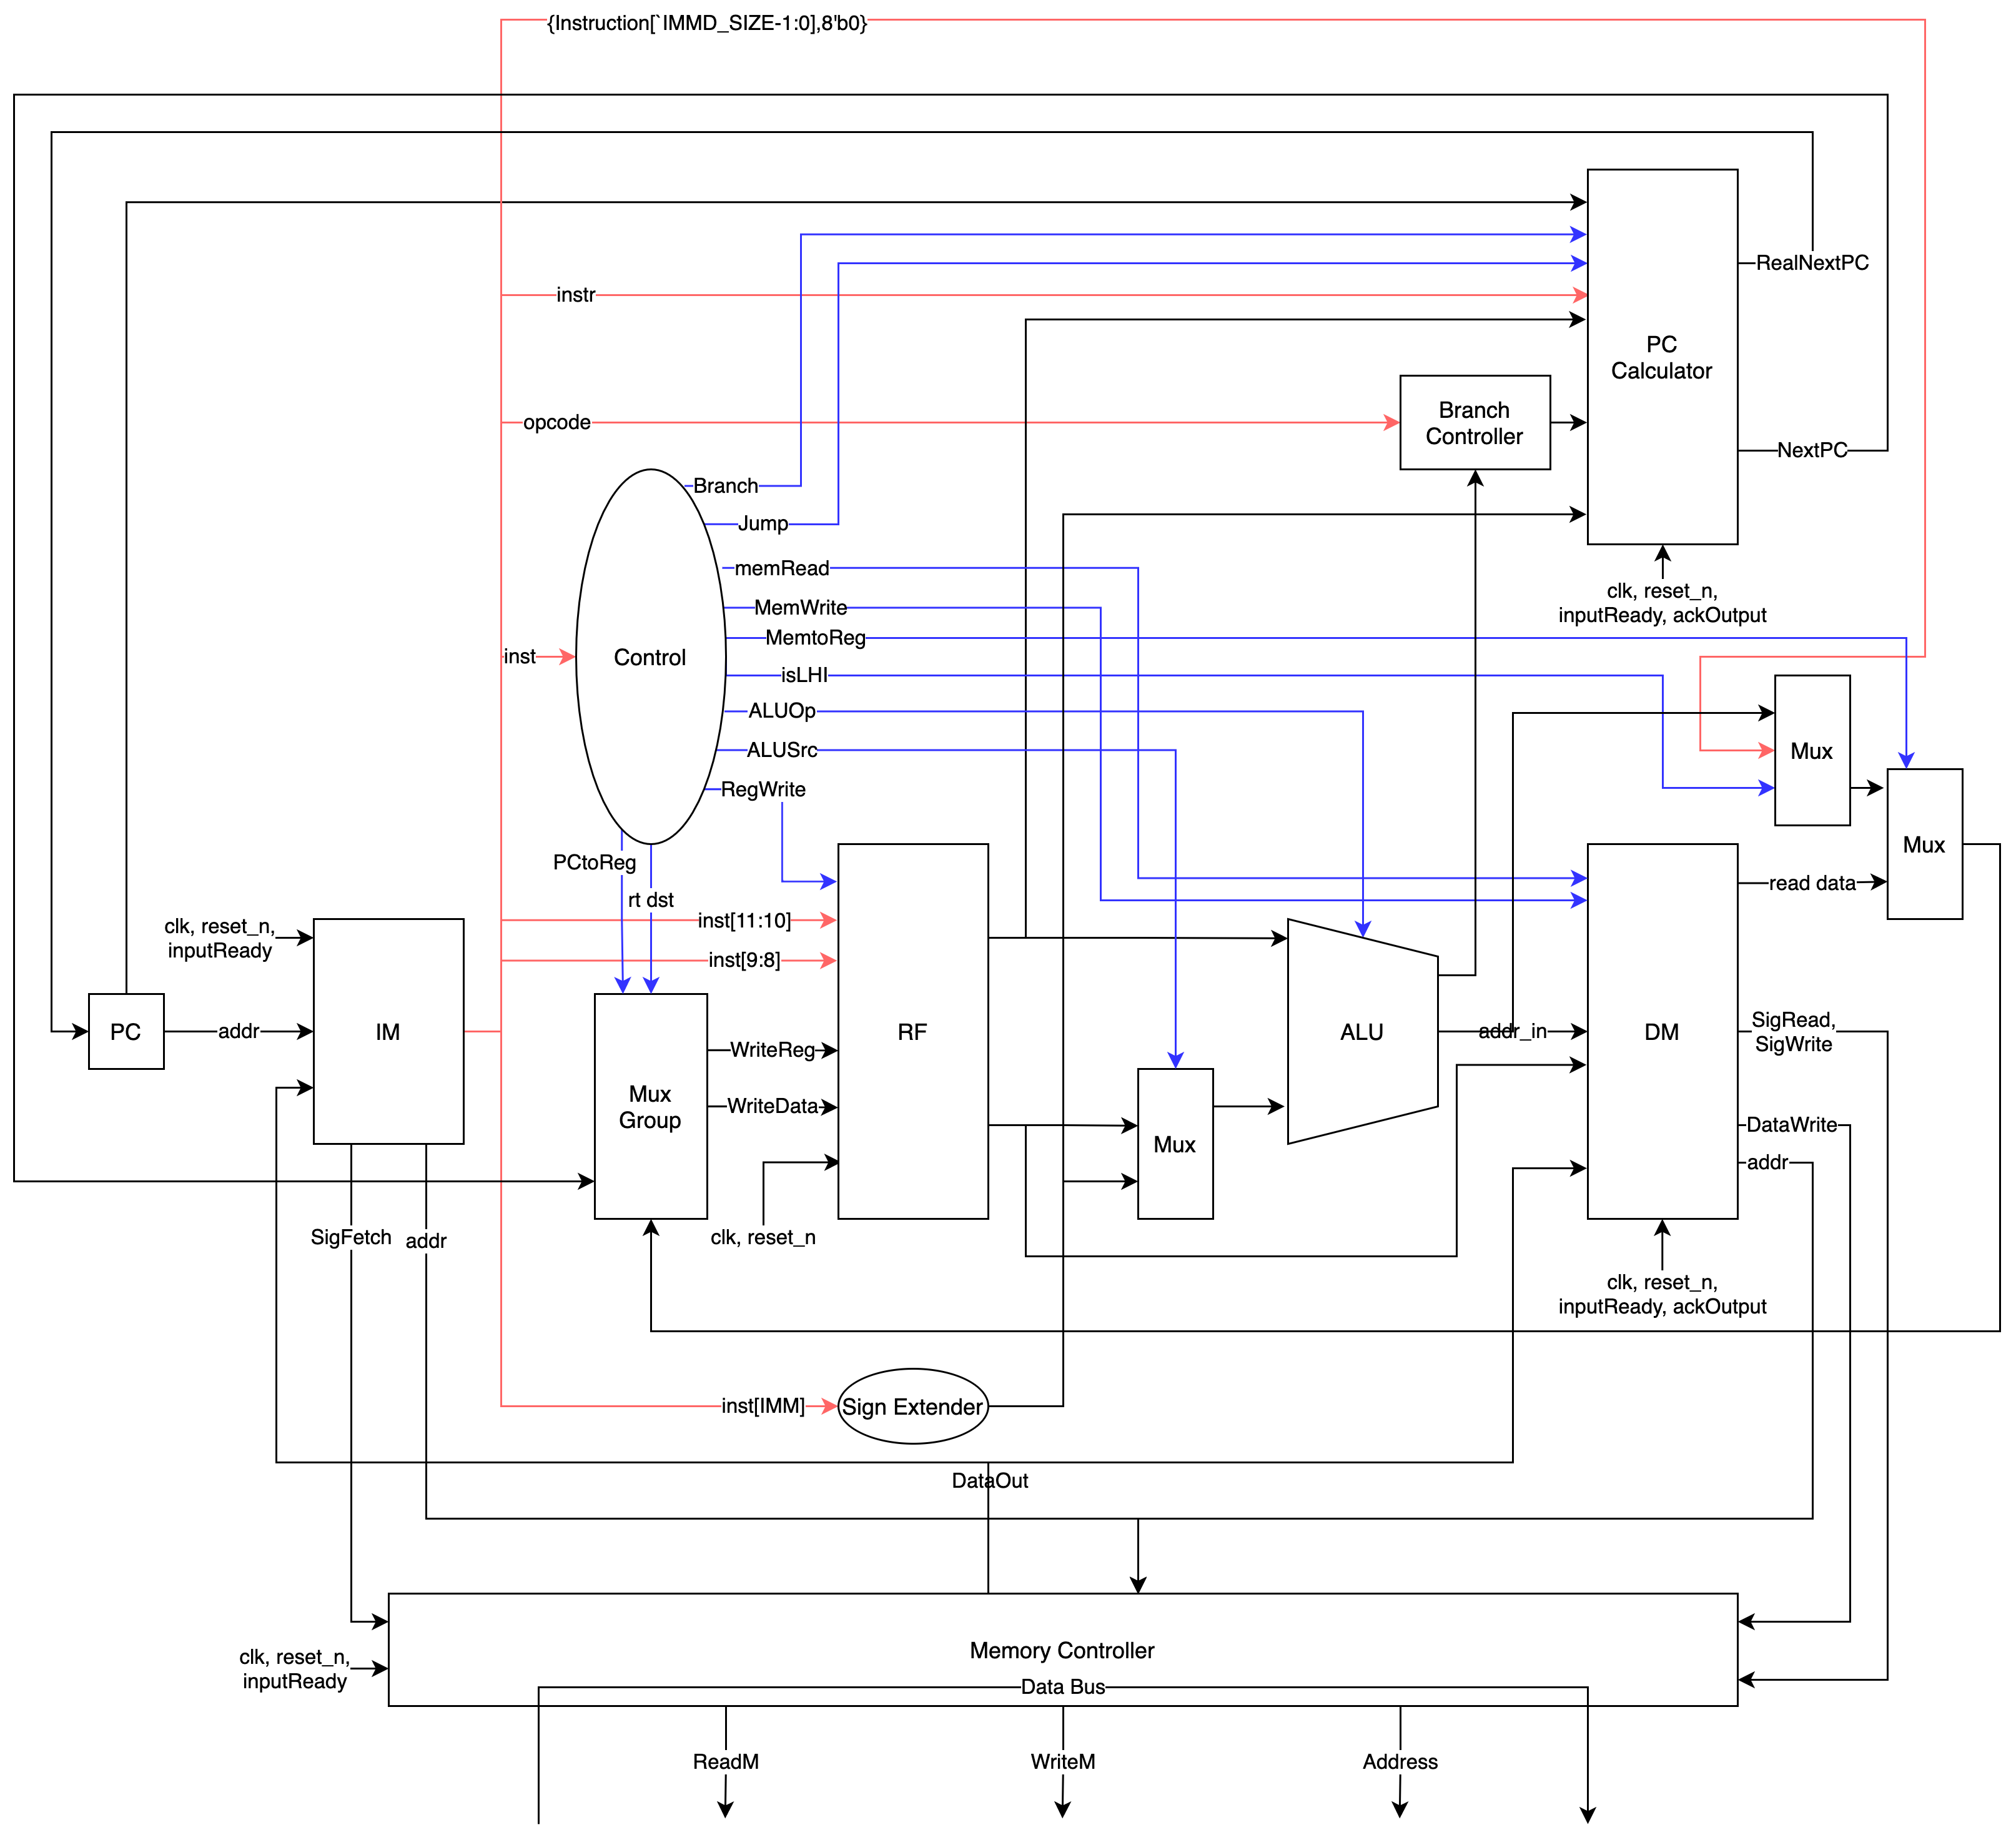 {Instruction[`IMMD_SIZE-1:0],8'b0}
RealNextPC
instr
PC
Calculator
Branch
Controller
opcode
NextPC
Branch
Jump
memRead
clk, reset_n,
inputReady, ackOutput
MemWrite
MemtoReg
inst
Control
isLHI
ALUOp
ALUSrc
Mux
RegWrite
Mux
PCtoReg
rt dst
read data
inst[11:10]
clk, reset_n,
inputReady
inst[9:8]
PC
addr
IM
RF
ALU
addr_in
DM
SigRead,
SigWrite
WriteReg
Mux
Group
WriteData
Mux
DataWrite
addr
SigFetch
addr
clk, reset_n
clk, reset_n,
inputReady, ackOutput
inst[IMM]
Sign Extender
DataOut
Memory Controller
clk, reset_n,
inputReady
Data Bus
ReadM
WriteM
Address